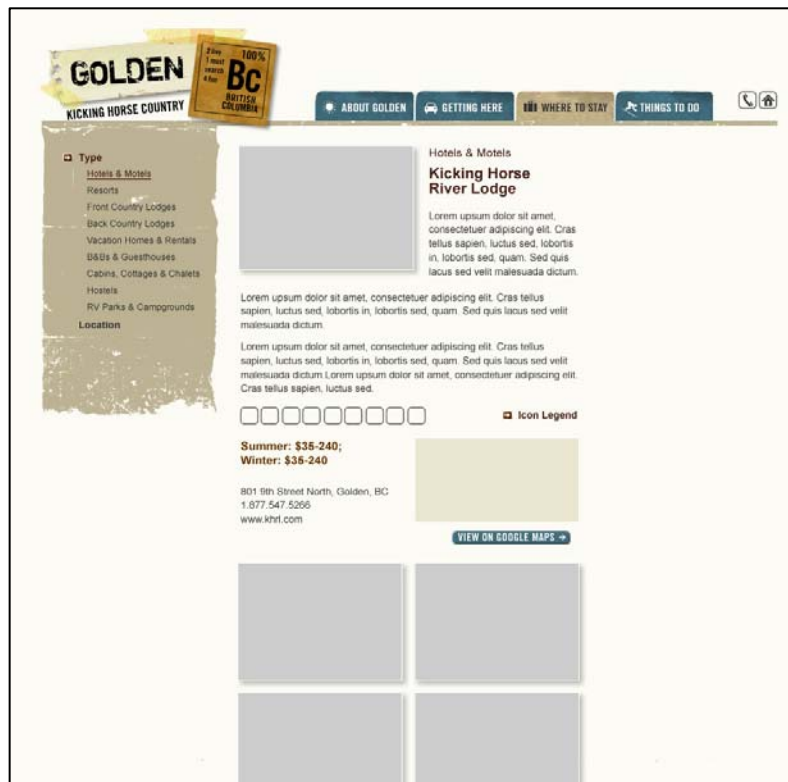 GOLDEN
KICKING HORSE COUNTRY
100%
BC
BRITISH
COLUMBIA
ABOUT GOLDEN
GETTING HERE
WHERE TO STAY
THINGS TO DO
Type
Hotels & Motels
Resorts
Front Country Lodges
Back Country Lodges
Vacation Homes & Rentals
B&Bs & Guesthouses
Cabins, Cottages & Chalets
Hostels
RV Parks & Campgrounds
Location
Hotels & Motels
Kicking Horse
River Lodge
Lorem upsum dolor sit amet,
consectetuer adipiscing elit. Cras
tellus sapien, luctus sed, lobortis
in, lobortis sed, quam. Sed quis
lacus sed velit malesuada dictum.
Lorem upsum dolor sit amet, consectetuer adipiscing elit. Cras tellus
sapien, luctus sed, lobortis in, lobortis sed, quam. Sed quis lacus sed velit
malesuada dictum.
Lorem upsum dolor sit amet, consectetuer adipiscing elit. Cras tellus
sapien, luctus sed, lobortis in, lobortis sed, quam. Sed quis lacus sed velit
malesuada dictum.Lorem upsum dolor sit amet, consectetuer adipiscing elit.
Cras tellus sapien, luctus sed.
Icon Legend
Summer: $35-240;
Winter: $35-240
801 9th Street North, Golden, BC
1.877.547.5266
www.khrl.com
VIEW ON GOOGLE MAPS